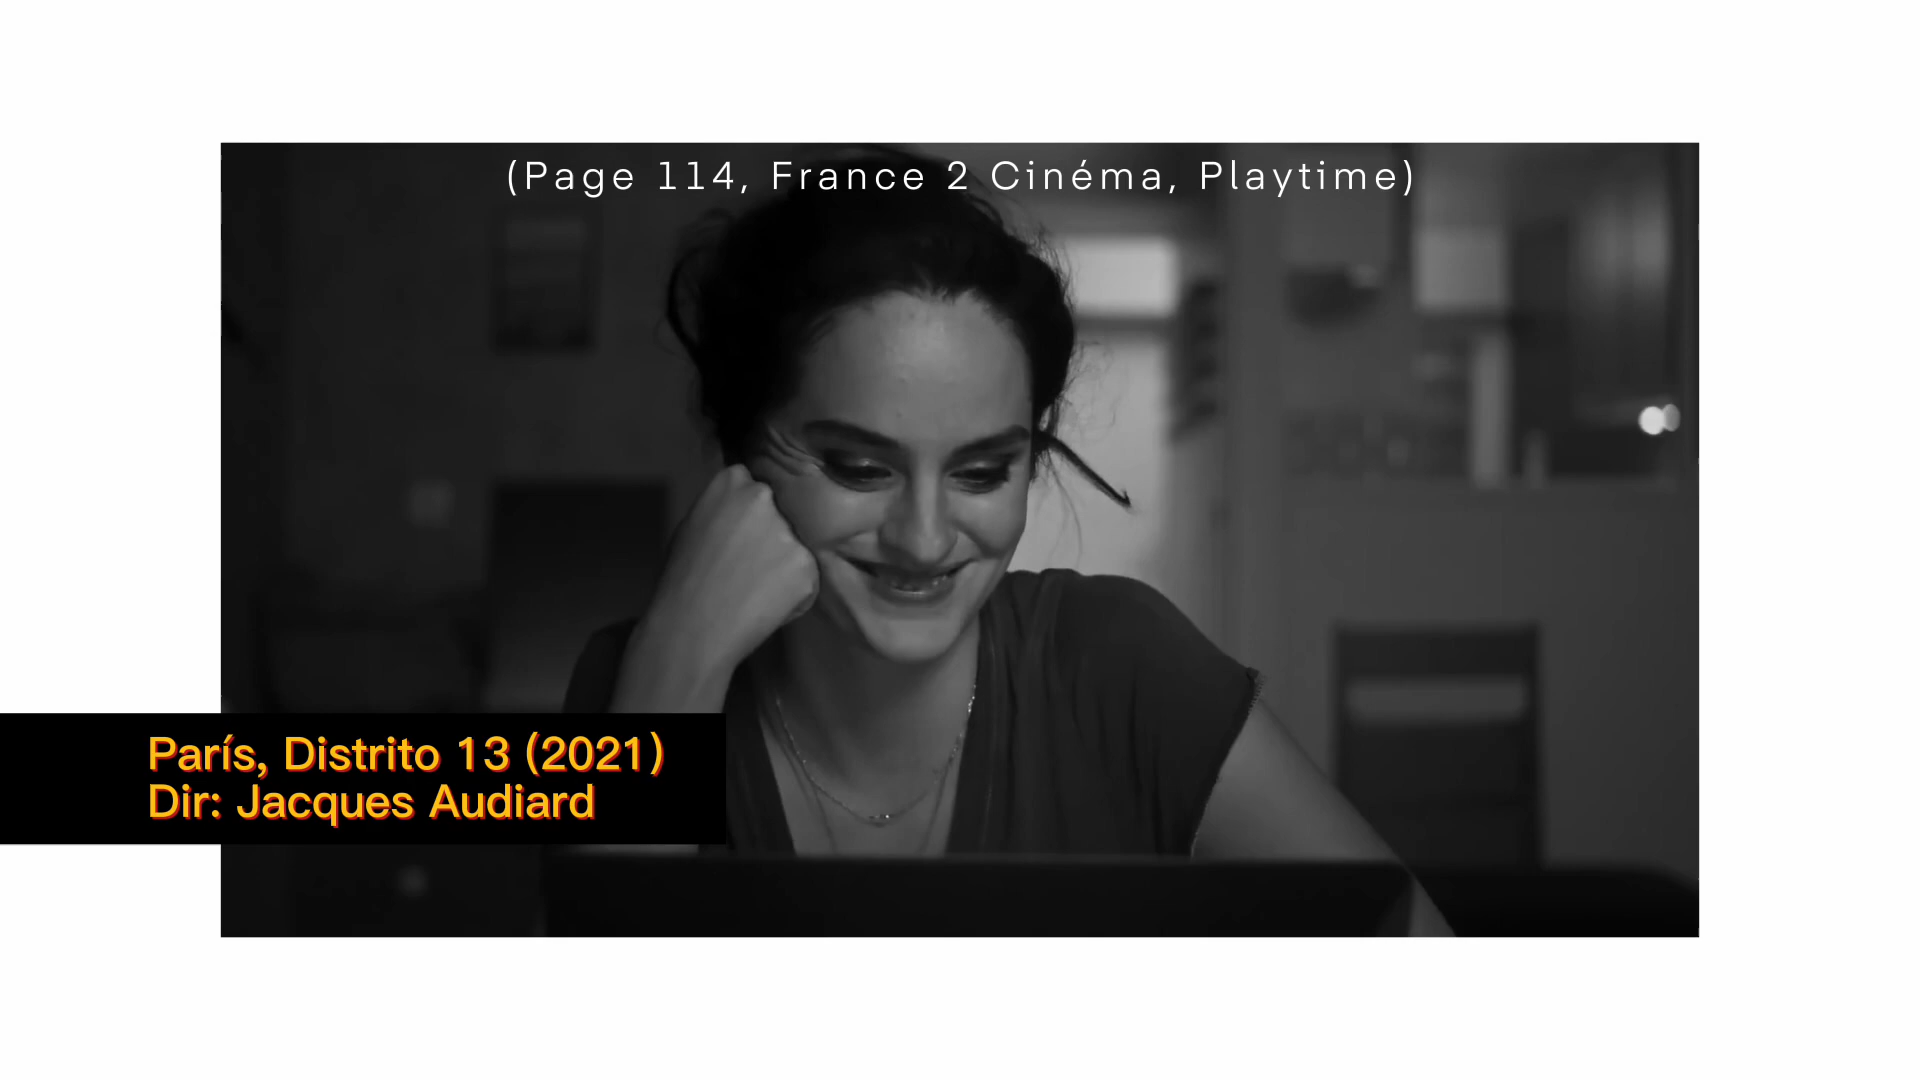 (Page 114, France 2 Cinéma, Playtime)
París, Distrito 13 (2021)
Dir: Jacques Audiard